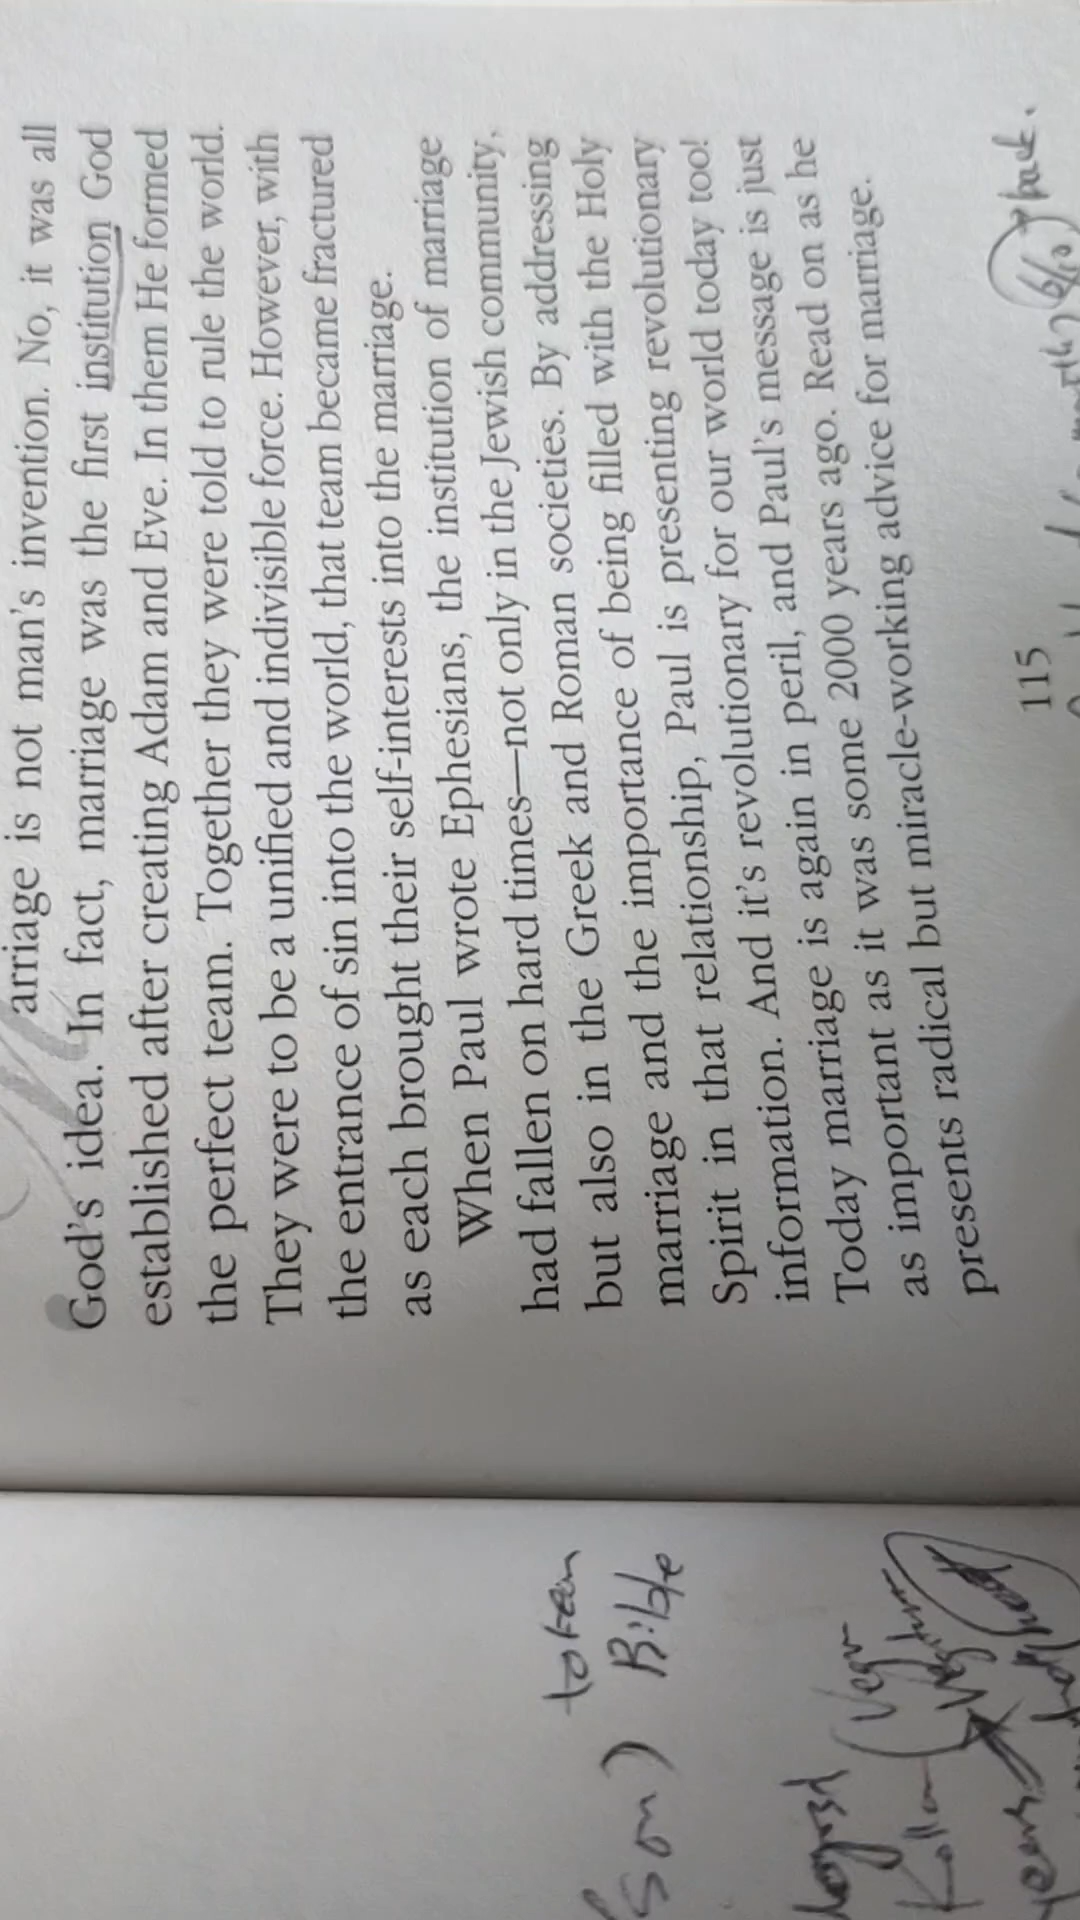 arriage is not man's invention. No, it was all
God's idea. In fact, marriage was the first institution God
established after creating Adam and Eve. In them He formed
the perfect team. Together they were told to rule the world.
They were to be a unified and indivisible force. However, with
the entrance of sin into the world, that team became fractured
as each brought their self-interests into the marriage.
When Paul wrote Ephesians, the institution of marriage
had fallen on hard times—not only in the Jewish community,
but also in the Greek and Roman societies. By addressing
marriage and the importance of being filled with the Holy
Spirit in that relationship, Paul is presenting revolutionary
information. And it's revolutionary for our world today too!
Today marriage is again in peril, and Paul's message is just
as important as it was some 2000 years ago. Read on as he
presents radical but miracle-working advice for marriage.
115
back.
token
Son) Bible